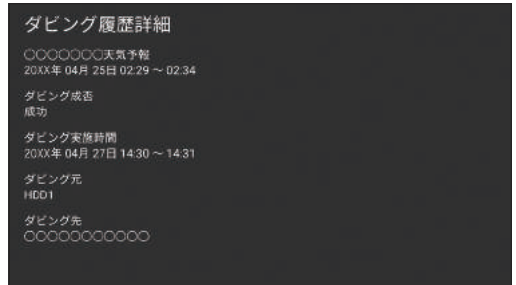 ダビング履歴詳細
○○○○○○○天気予報
20XX年 04月 25日 02:29 ～ 02:34
ダビング成否
成功
ダビング実施時間
20XX年 04月 27日 14:30 ～ 14:31
ダビング元
HDD1
ダビング先
○○○○○○○○○○○